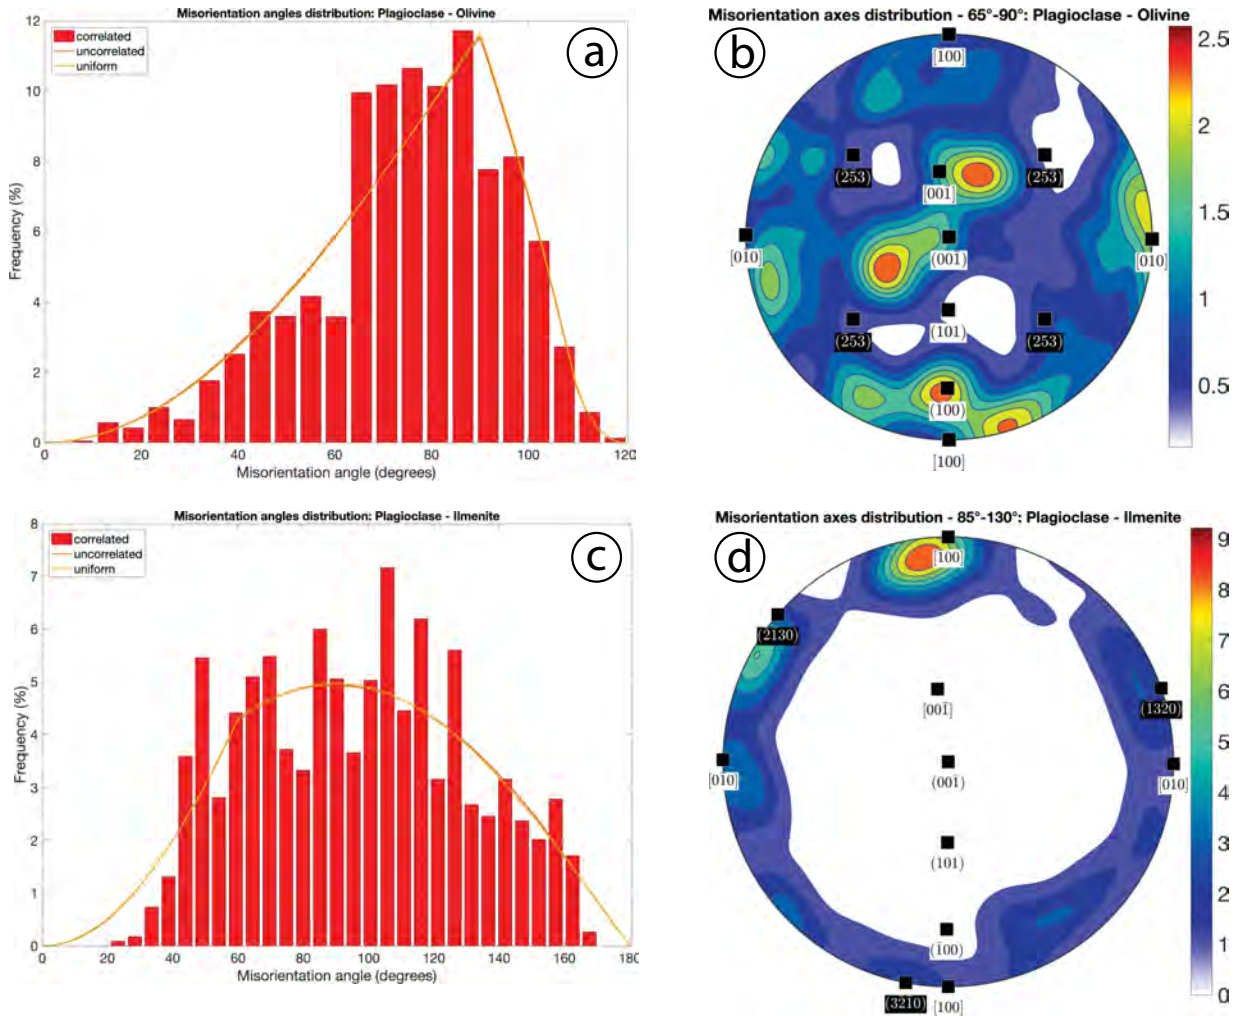 Misorientation angles distribution: Plagioclase - Olivine
12
10
8
6
4
2
0
Frequency (%)
correlated
uncorrelated
uniform
a
0 20 40 60 80 100 120
Misorientation angle (degrees)
Misorientation axes distribution - 65°-90°: Plagioclase - Olivine
b
[100]
(253)
(253)
[001]
[010]
(001)
[010]
(101)
(253)
(253)
(100)
[100]
2.5
2
1.5
1
0.5
Misorientation angles distribution: Plagioclase - Ilmenite
8
7
6
5
4
3
2
1
0
Frequency (%)
correlated
uncorrelated
uniform
c
0 20 40 60 80 100 120 140 160 180
Misorientation angle (degrees)
Misorientation axes distribution - 85°-130°: Plagioclase - Ilmenite
d
[100]
(2130)
[001̄]
(1320)
[010]
(001̄)
[010]
(101)
(1̄00)
(3210)
[100]
9
8
7
6
5
4
3
2
1
0